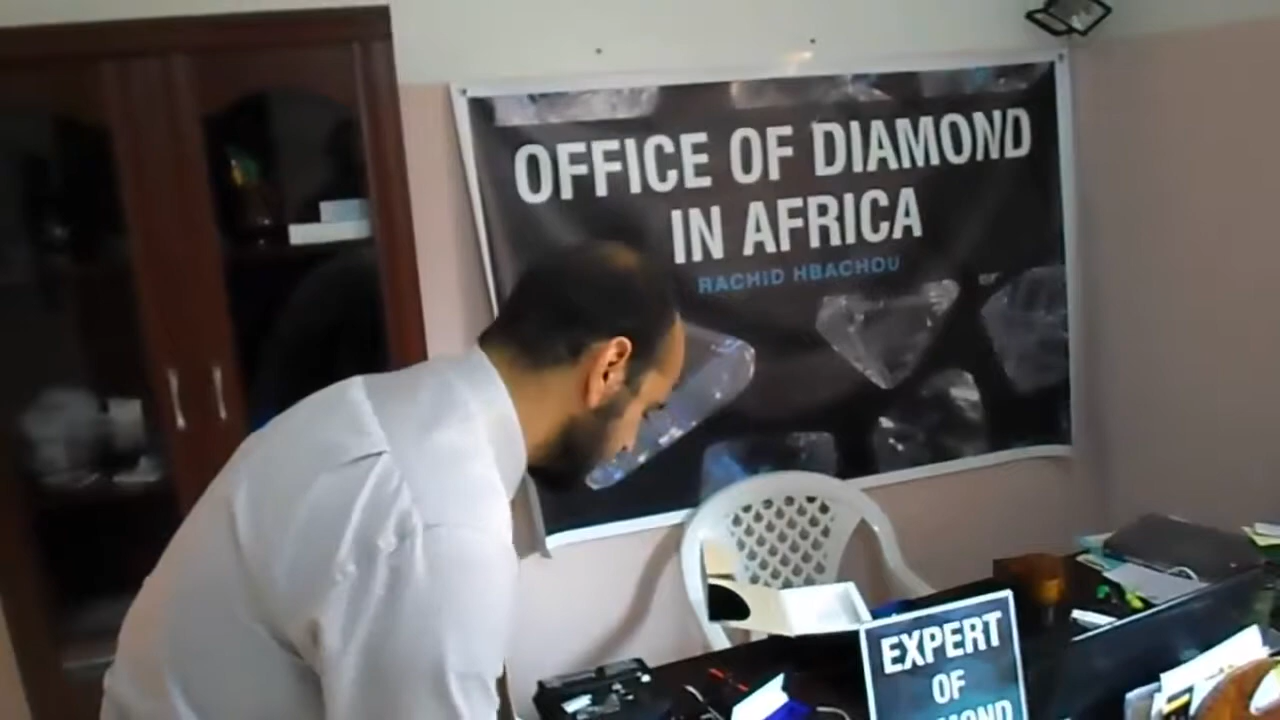 OFFICE OF DIAMOND
IN AFRICA
RACHID HBACHOU
EXPERT
OF